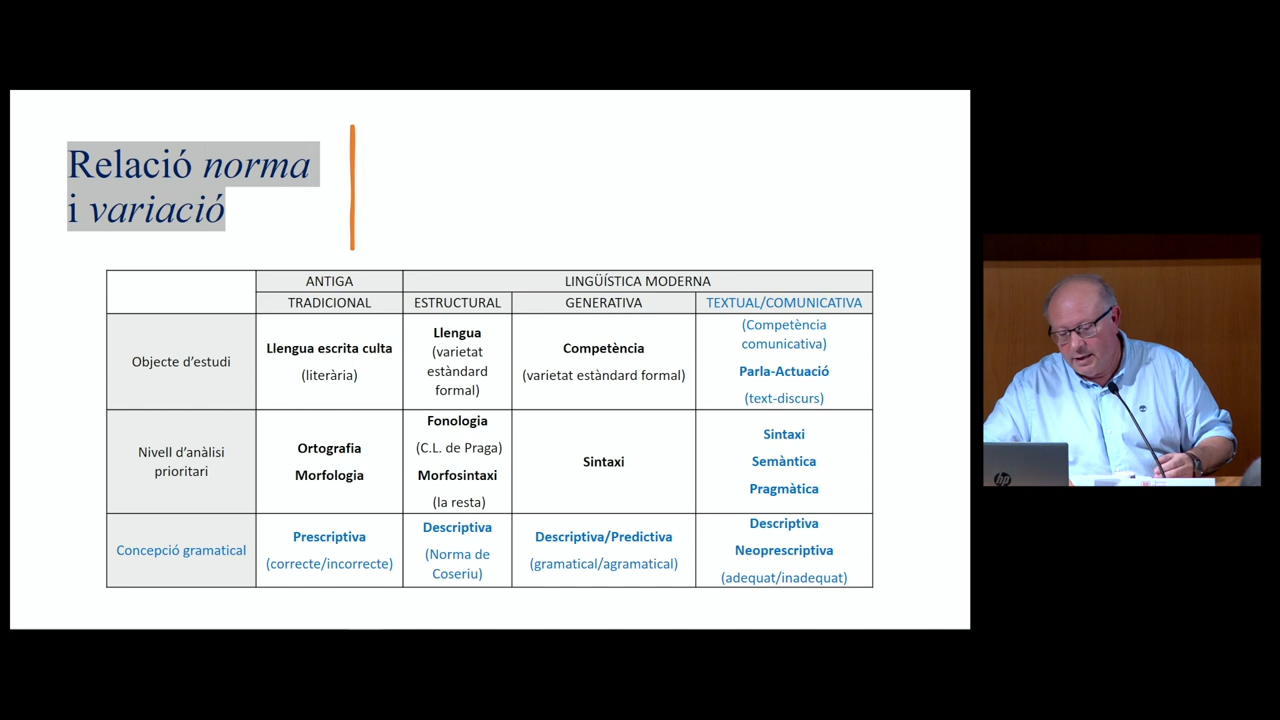 Relació norma
i variació
ANTIGA
LINGÜÍSTICA MODERNA
TRADICIONAL
ESTRUCTURAL
GENERATIVA
TEXTUAL/COMUNICATIVA
Objecte d'estudi
Llengua escrita culta
(literària)
Llengua
(varietat
estàndard
formal)
Competència
(varietat estàndard formal)
(Competència
comunicativa)
Parla-Actuació
(text-discurs)
Nivell d'anàlisi
prioritari
Ortografia
Morfologia
Fonologia
(C.L. de Praga)
Morfosintaxi
(la resta)
Sintaxi
Sintaxi
Semàntica
Pragmàtica
Concepció gramatical
Prescriptiva
(correcte/incorrecte)
Descriptiva
(Norma de
Coseriu)
Descriptiva/Predictiva
(gramatical/agramatical)
Descriptiva
Neoprescriptiva
(adequat/inadequat)
hp